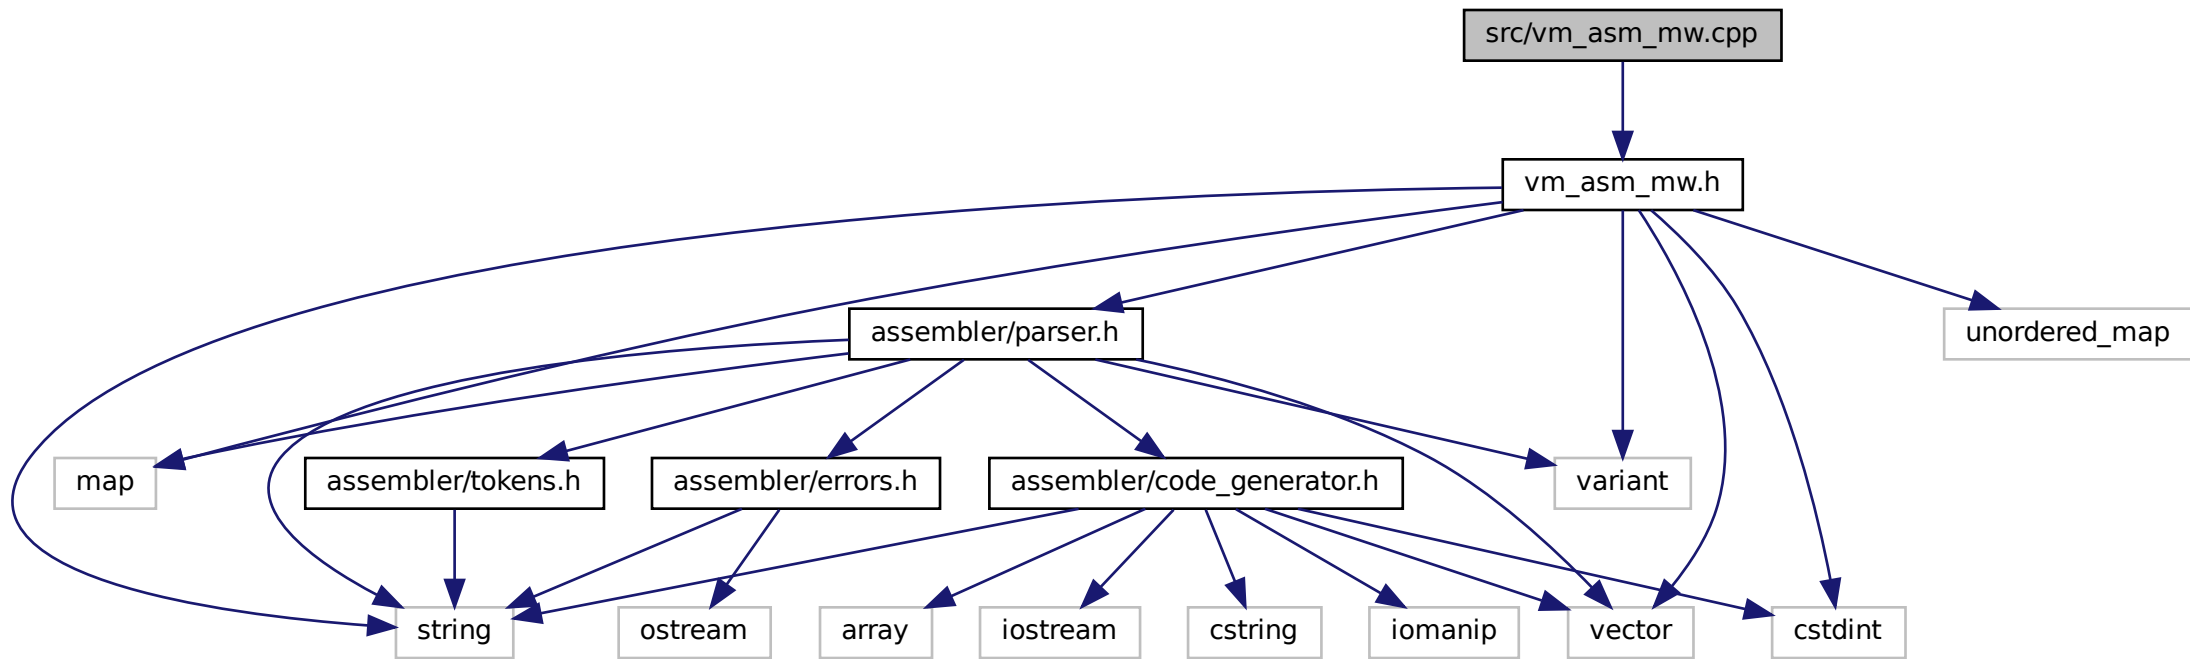 src/vm_asm_mw.cpp
vm_asm_mw.h
assembler/parser.h
unordered_map
map
assembler/tokens.h
assembler/errors.h
assembler/code_generator.h
variant
string
ostream
array
iostream
cstring
iomanip
vector
cstdint